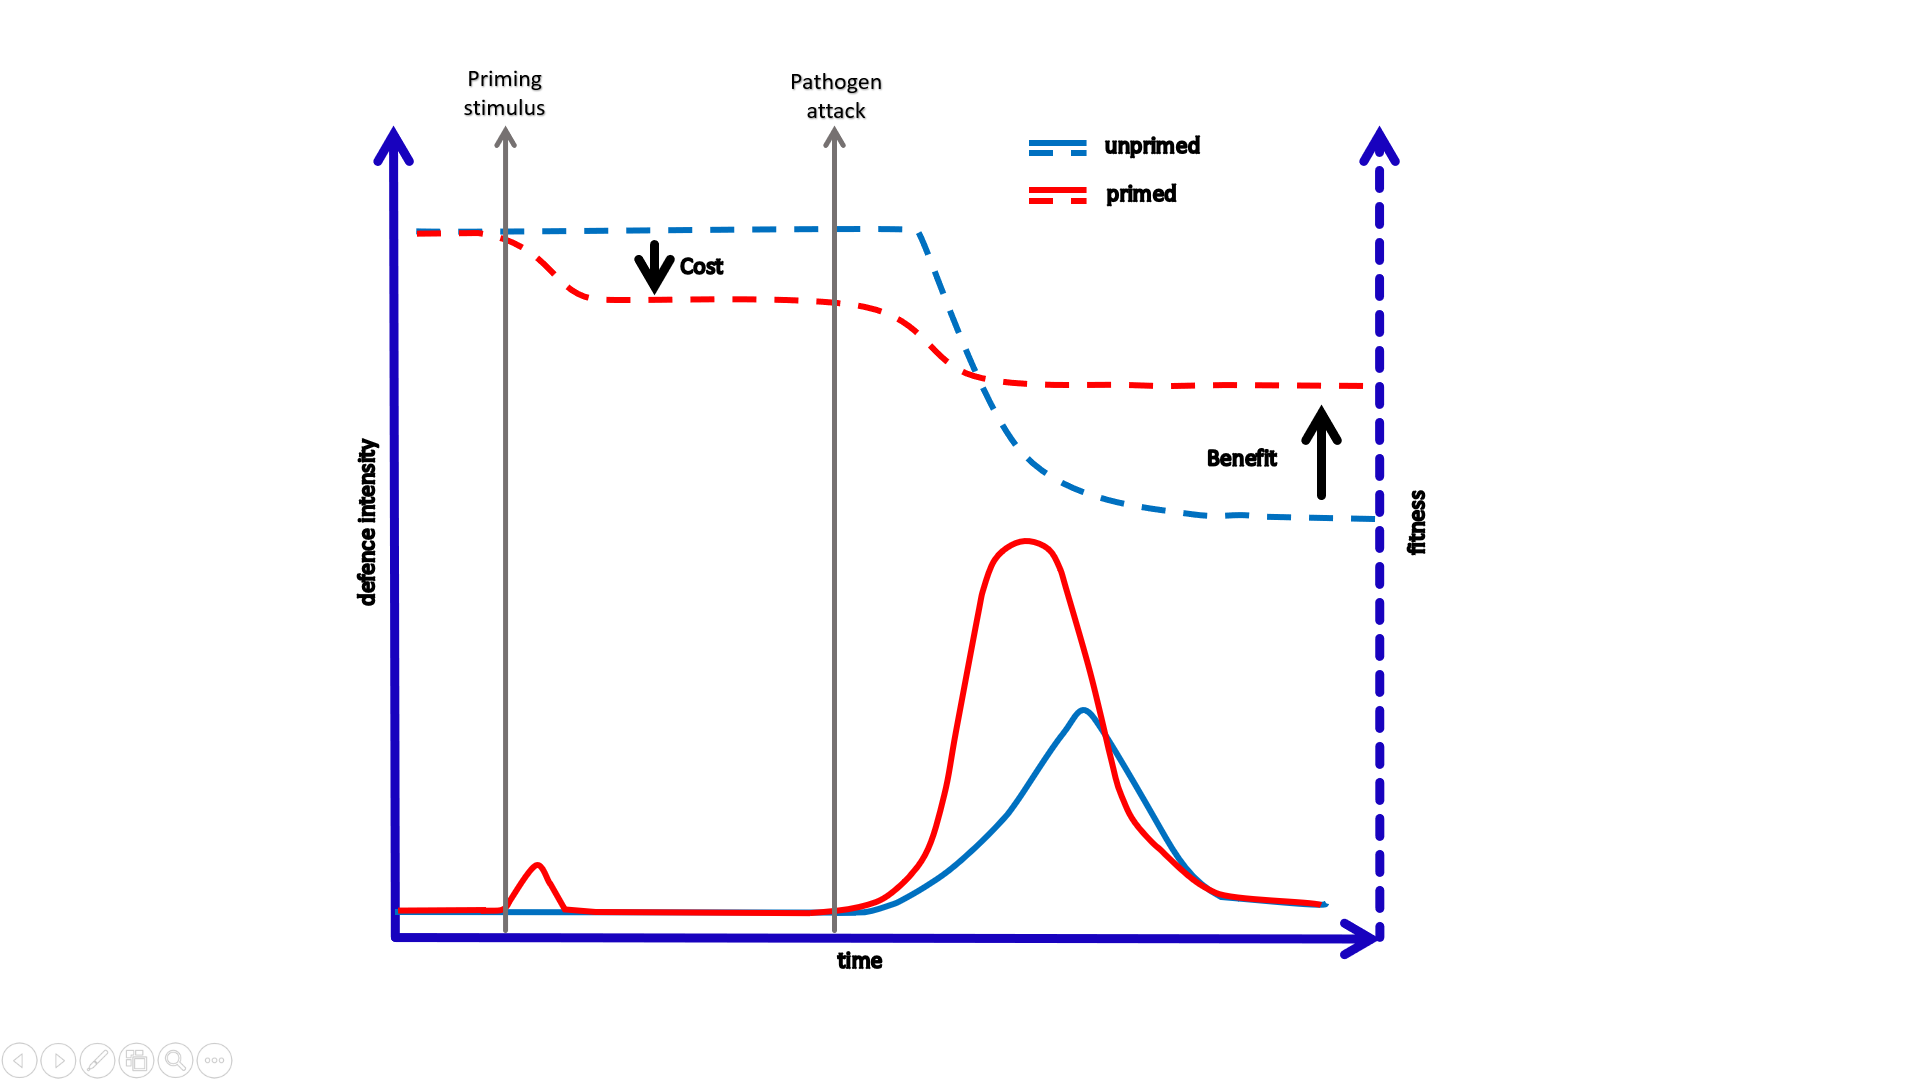 Priming
stimulus
Pathogen
attack
unprimed
primed
Cost
Benefit
defence intensity
fitness
time